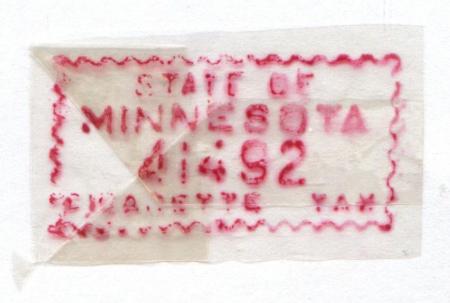 STATE OF
MINNESOTA
41492
CIGARETTE TAX